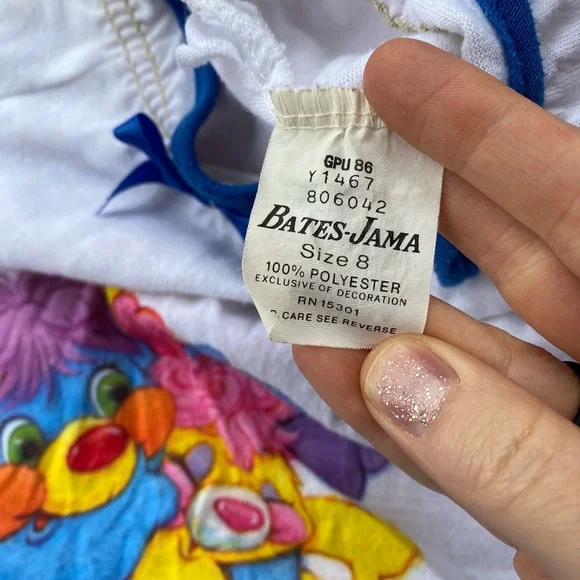 GPU 86
Y1467
806042
BATES-JAMA
Size 8
100% POLYESTER
EXCLUSIVE OF DECORATION
RN 15301
CARE SEE REVERSE